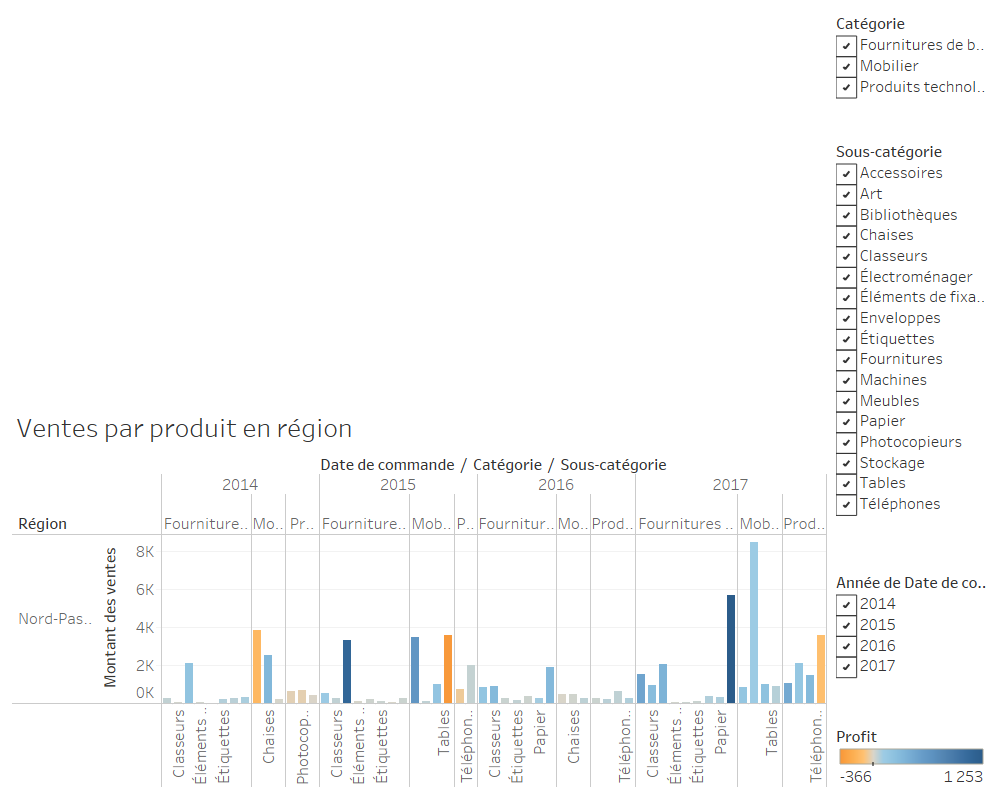 Catégorie
Fournitures de b..
Mobilier
Produits technol..
Sous-catégorie
Accessoires
Art
Bibliothèques
Chaises
Classeurs
Électroménager
Éléments de fixa..
Enveloppes
Étiquettes
Fournitures
Machines
Meubles
Papier
Photocopieurs
Stockage
Tables
Téléphones
Ventes par produit en région
Date de commande / Catégorie / Sous-catégorie
2014 2015 2016 2017
Région Fourniture.. Mo.. Pr.. Fourniture.. Mob.. P.. Fournitur.. Mo.. Prod.. Fournitures .. Mob.. Prod..
Nord-Pas..
Montant des ventes
8K
6K
4K
2K
0K
Classeurs
Éléments ..
Étiquettes
Chaises
Photocop..
Classeurs
Éléments ..
Étiquettes
Tables
Téléphon..
Classeurs
Étiquettes
Papier
Chaises
Téléphon..
Classeurs
Éléments ..
Étiquettes
Papier
Tables
Téléphon..
Année de Date de co..
2014
2015
2016
2017
Profit
-366 1 253